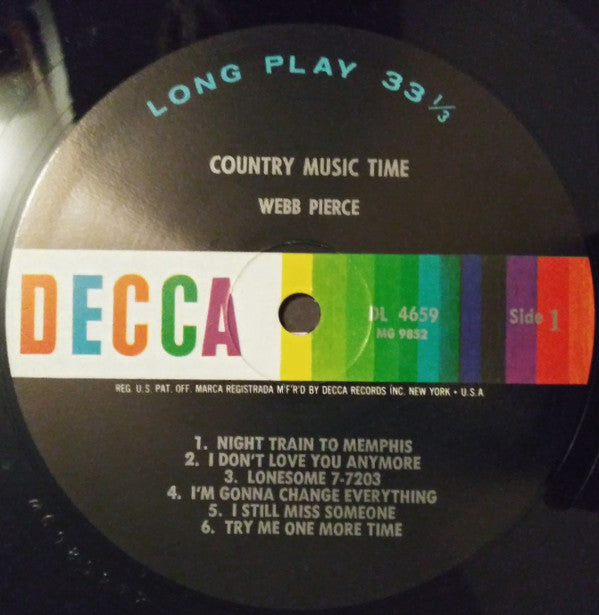 LONG PLAY 33 1/3
COUNTRY MUSIC TIME
WEBB PIERCE
DECCA
DL 4659
MG 9852
Side 1
REG. U.S. PAT. OFF. MARCA REGISTRADA M'F'R'D BY DECCA RECORDS INC. NEW YORK • U.S.A.
1. NIGHT TRAIN TO MEMPHIS
2. I DON'T LOVE YOU ANYMORE
3. LONESOME 7-7203
4. I'M GONNA CHANGE EVERYTHING
5. I STILL MISS SOMEONE
6. TRY ME ONE MORE TIME